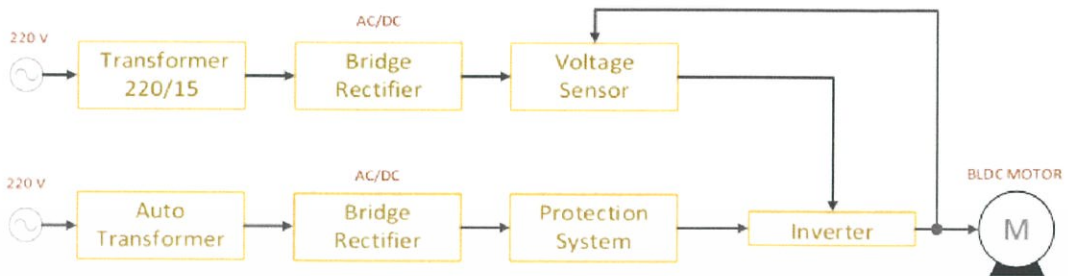 220 V
Transformer
220/15
AC/DC
Bridge
Rectifier
Voltage
Sensor
220 V
Auto
Transformer
AC/DC
Bridge
Rectifier
Protection
System
Inverter
BLDC MOTOR
M